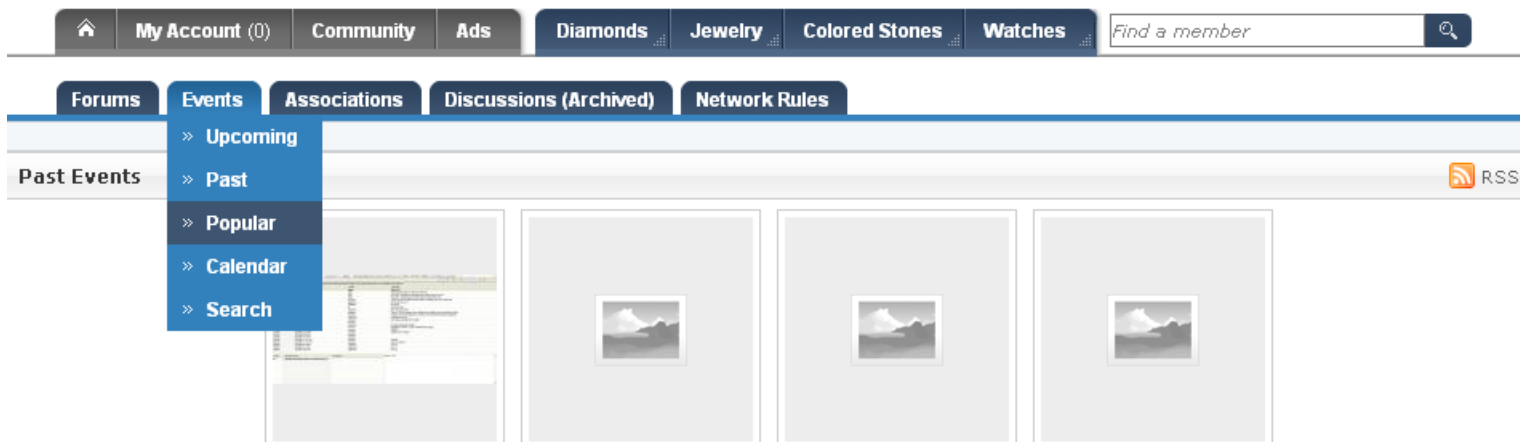 My Account (0) Community Ads Diamonds Jewelry Colored Stones Watches Find a member
Forums Events Associations Discussions (Archived) Network Rules
» Upcoming
Past Events » Past RSS
» Popular
» Calendar
» Search